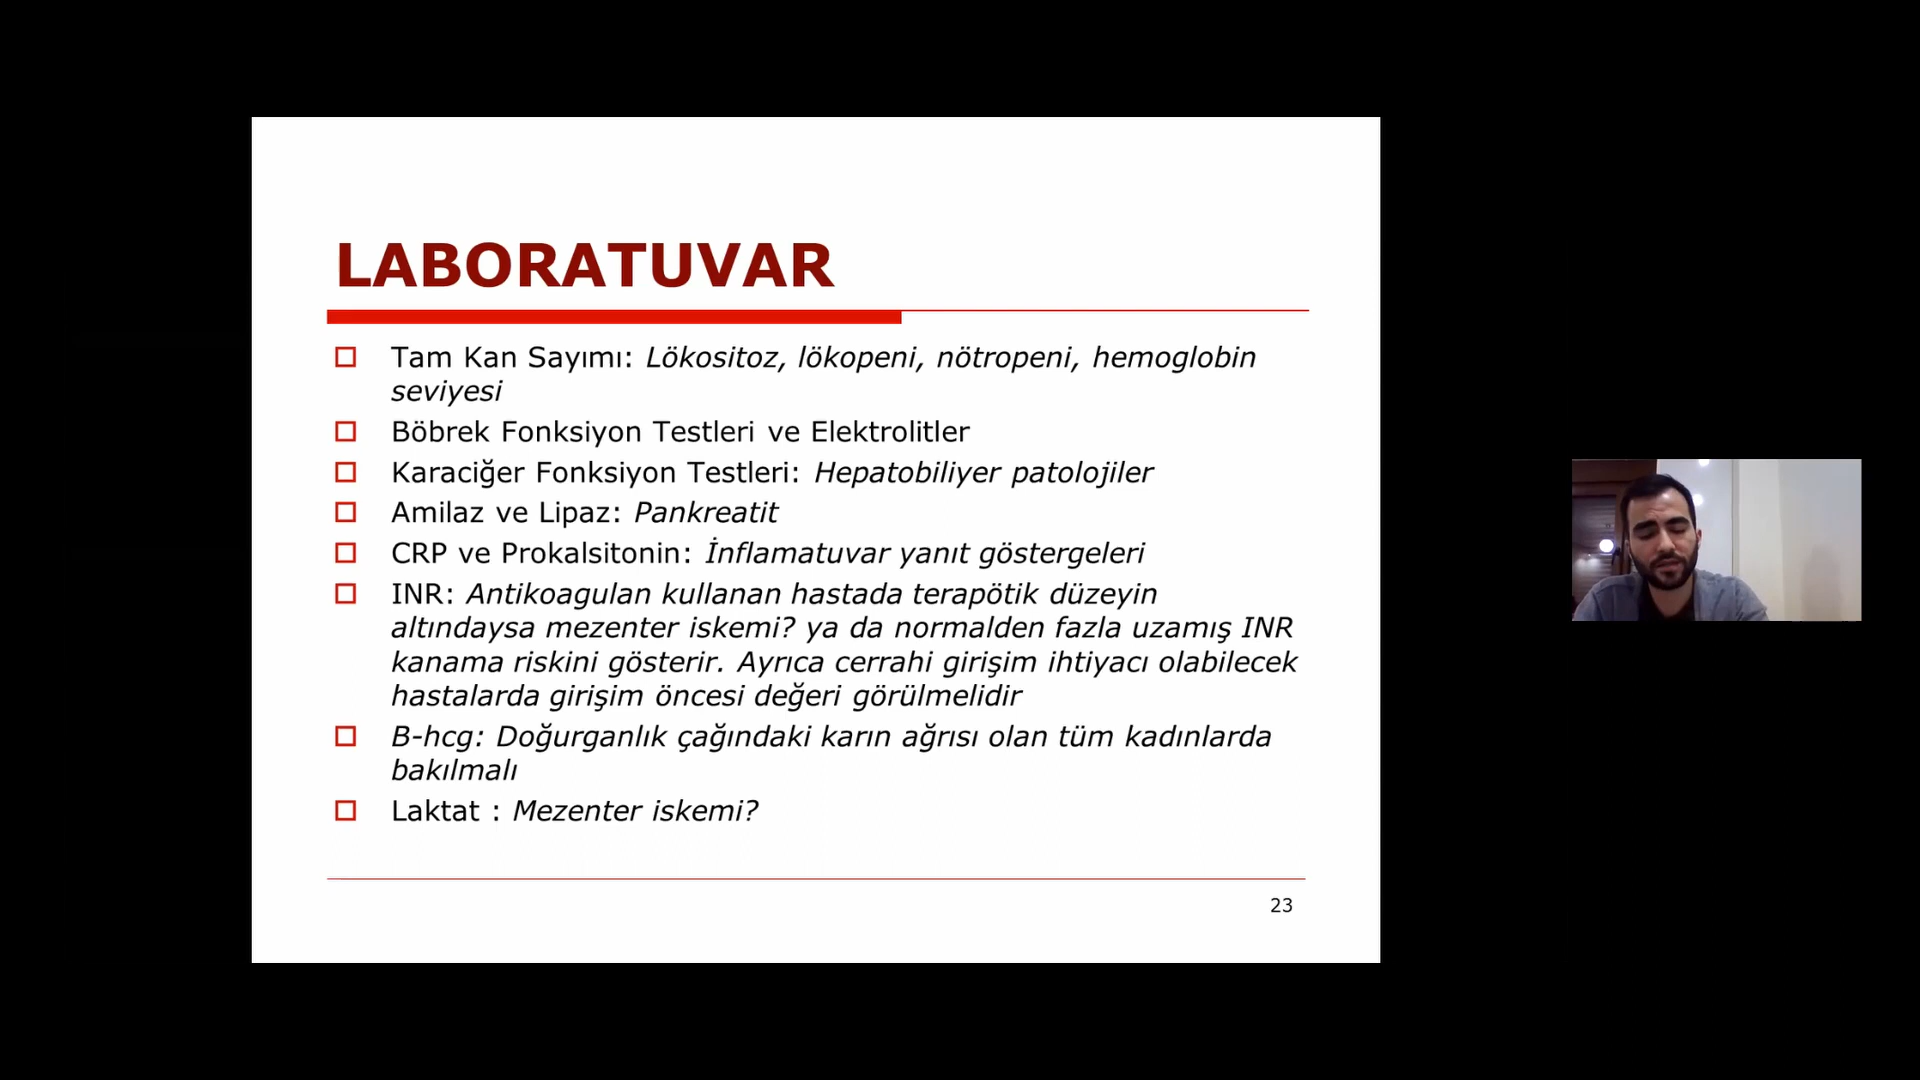 LABORATUVAR
Tam Kan Sayımı: Lökositoz, lökopeni, nötropeni, hemoglobin
seviyesi
Böbrek Fonksiyon Testleri ve Elektrolitler
Karaciğer Fonksiyon Testleri: Hepatobiliyer patolojiler
Amilaz ve Lipaz: Pankreatit
CRP ve Prokalsitonin: İnflamatuvar yanıt göstergeleri
INR: Antikoagulan kullanan hastada terapötik düzeyin
altındaysa mezenter iskemi? ya da normalden fazla uzamış INR
kanama riskini gösterir. Ayrıca cerrahi girişim ihtiyacı olabilecek
hastalarda girişim öncesi değeri görülmelidir
B-hcg: Doğurganlık çağındaki karın ağrısı olan tüm kadınlarda
bakılmalı
Laktat : Mezenter iskemi?
23